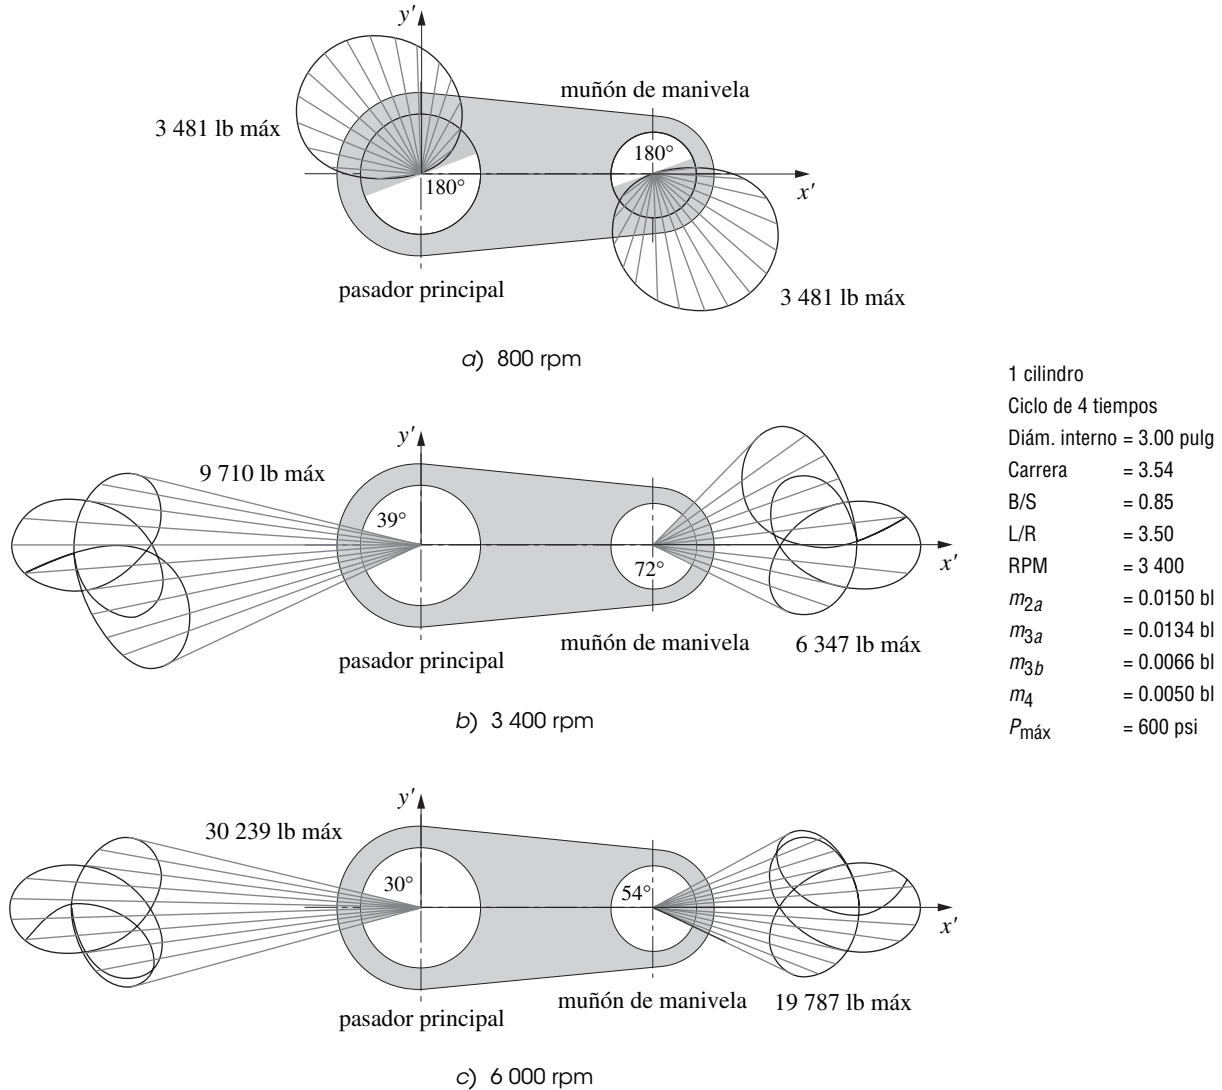 y′
muñón de manivela
3 481 lb máx
180°
180°
x′
pasador principal
3 481 lb máx
a) 800 rpm
y′
9 710 lb máx
39°
72°
x′
muñón de manivela
6 347 lb máx
pasador principal
b) 3 400 rpm
y′
30 239 lb máx
30°
54°
x′
muñón de manivela
19 787 lb máx
pasador principal
c) 6 000 rpm
1 cilindro
Ciclo de 4 tiempos
Diám. interno = 3.00 pulg
Carrera = 3.54
B/S = 0.85
L/R = 3.50
RPM = 3 400
m2a = 0.0150 bl
m3a = 0.0134 bl
m3b = 0.0066 bl
m4 = 0.0050 bl
Pmáx = 600 psi